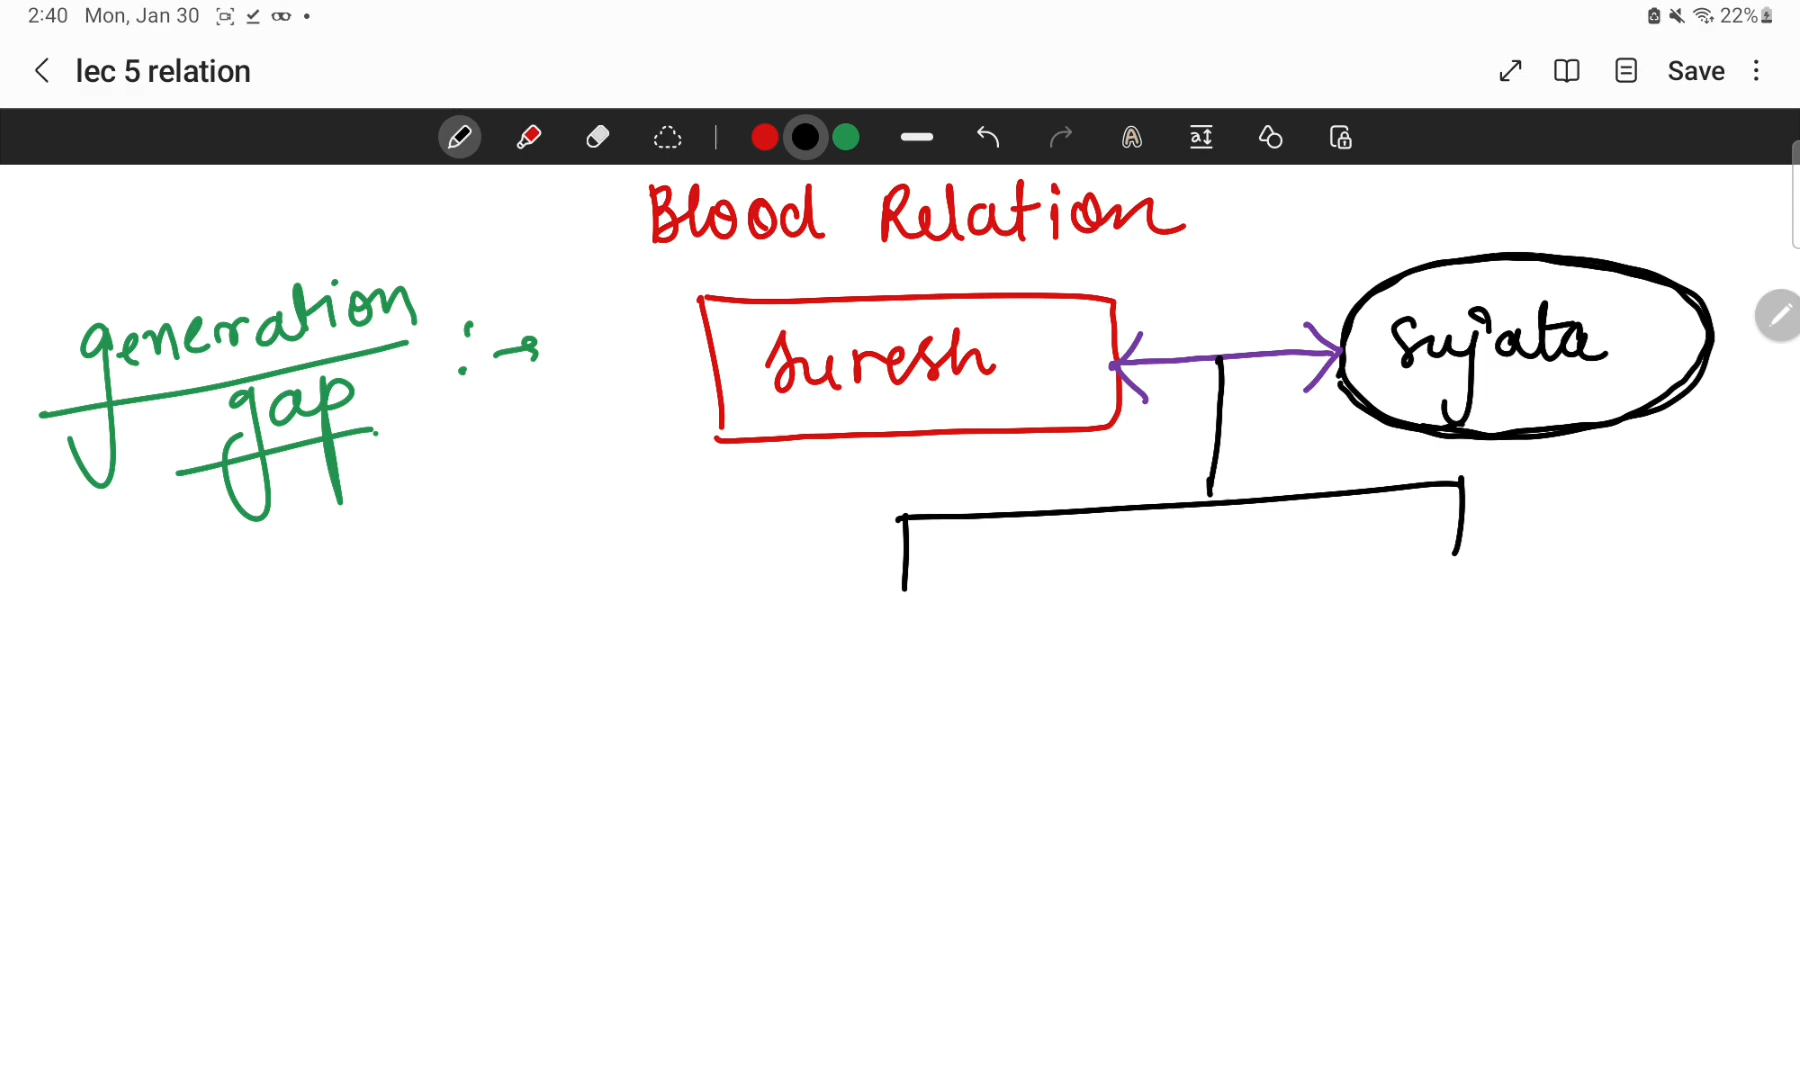 2:40 Mon, Jan 30
22%
lec 5 relation
Save
Blood Relation
generation
gap :→
Suresh
Sujata